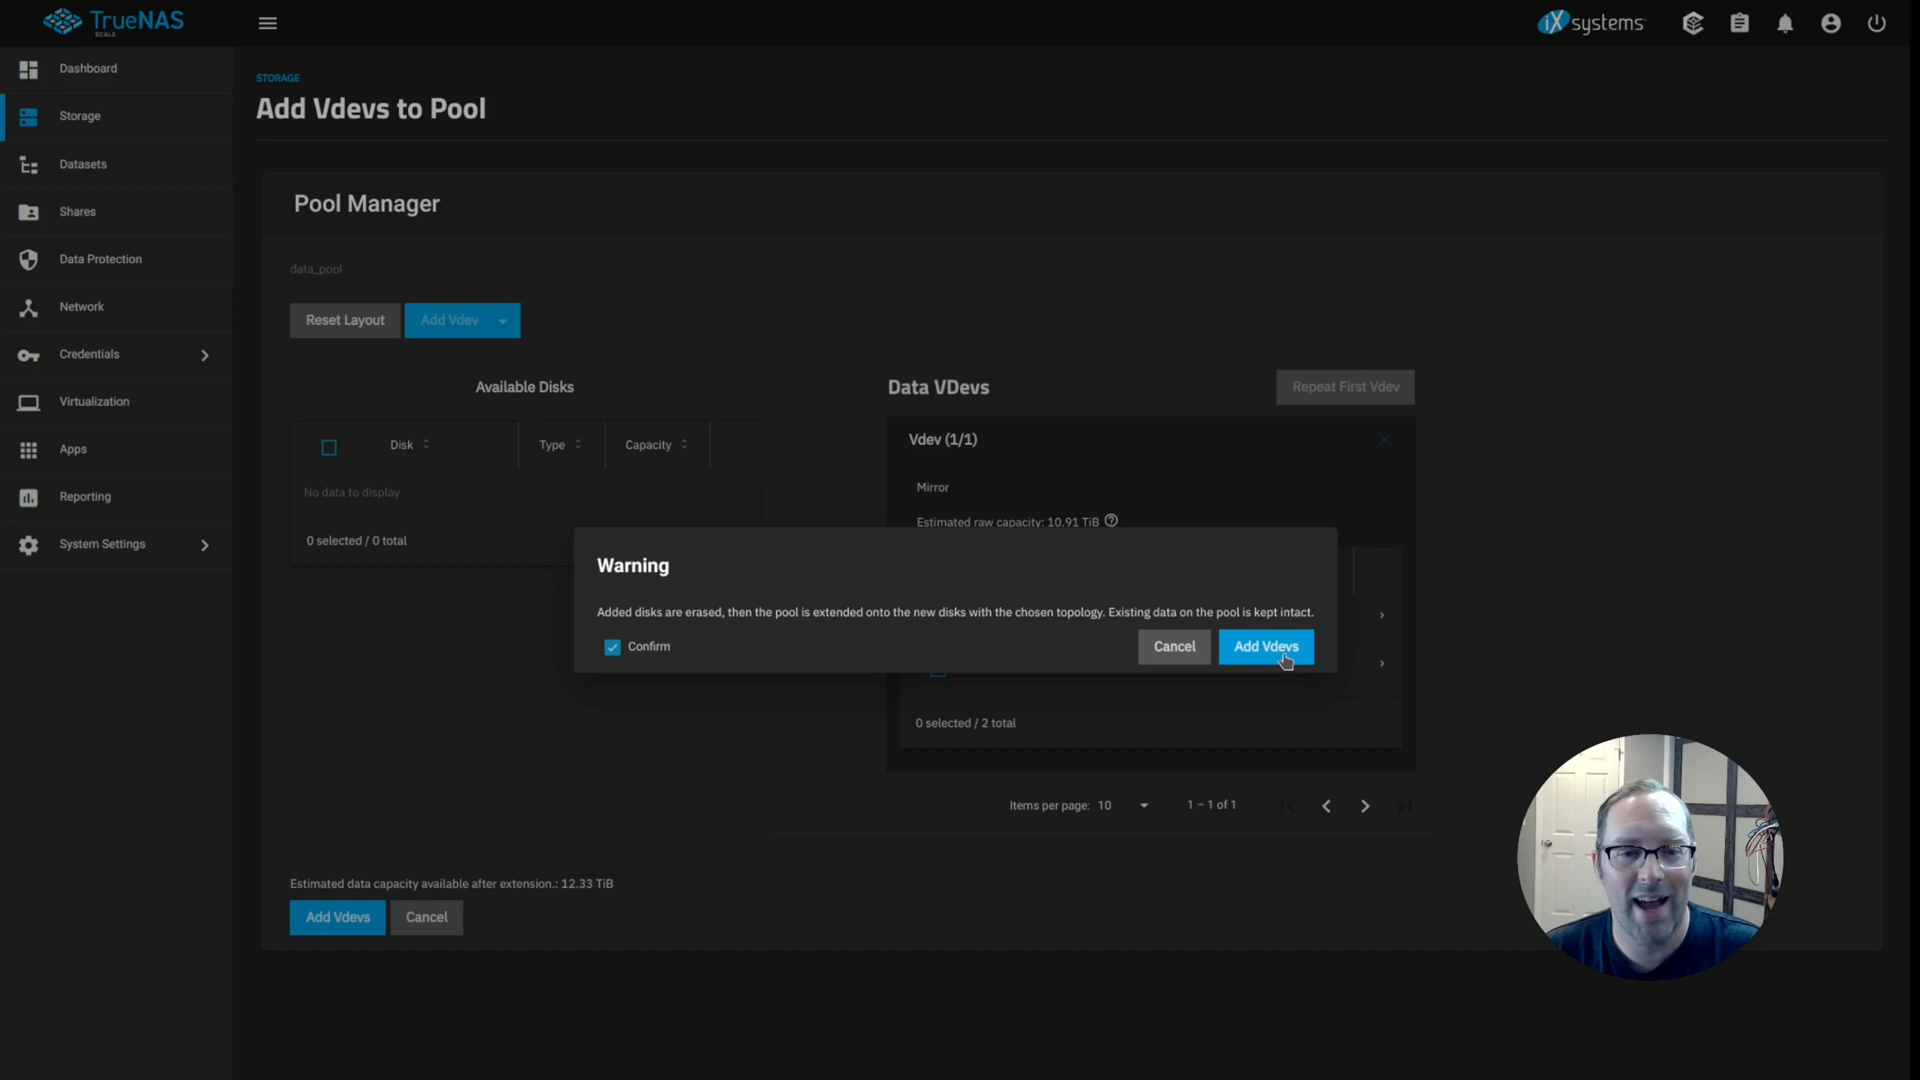 TrueNAS
SCALE
iXsystems
Dashboard
Storage
Datasets
Shares
Data Protection
Network
Credentials
Virtualization
Apps
Reporting
System Settings
STORAGE
Add Vdevs to Pool
Pool Manager
data_pool
Reset Layout
Add Vdev
Available Disks
Disk
Type
Capacity
No data to display
0 selected / 0 total
Data VDevs
Repeat First Vdev
Vdev (1/1)
Mirror
Estimated raw capacity: 10.91 TiB
Warning
Added disks are erased, then the pool is extended onto the new disks with the chosen topology. Existing data on the pool is kept intact.
Confirm
Cancel
Add Vdevs
0 selected / 2 total
Items per page: 10
1 – 1 of 1
Estimated data capacity available after extension.: 12.33 TiB
Add Vdevs
Cancel